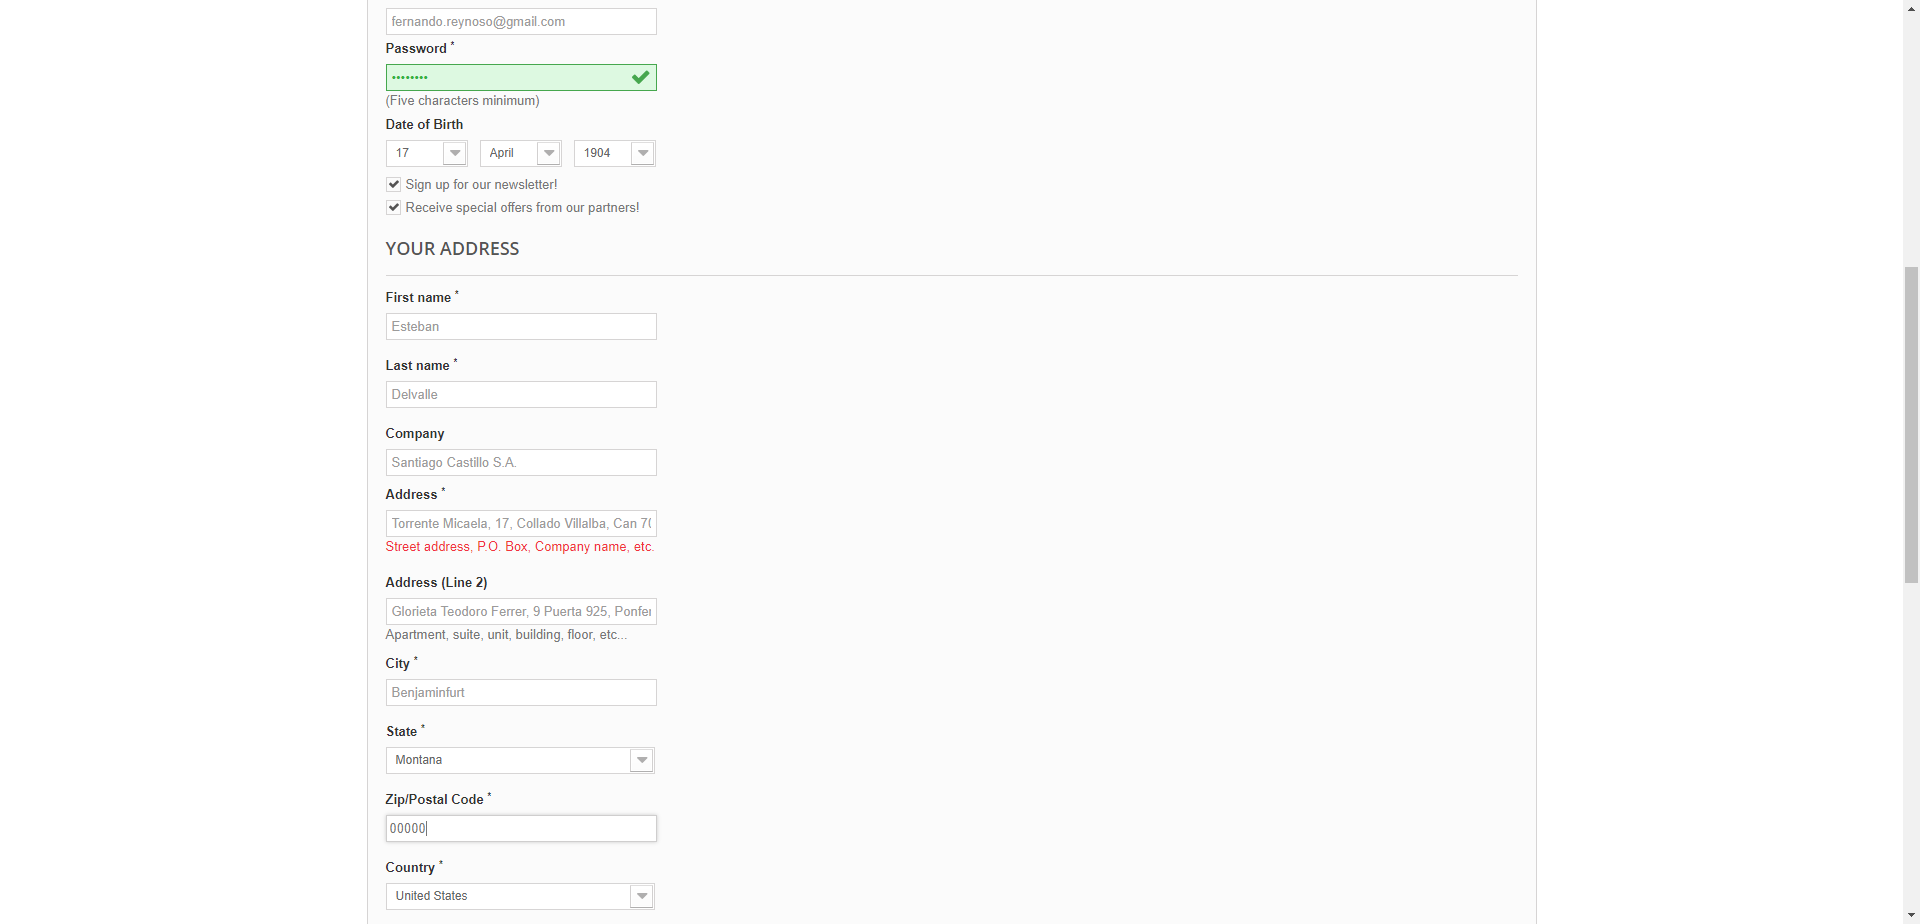 fernando.reynoso@gmail.com
Password *
••••••••
(Five characters minimum)
Date of Birth
17 April 1904
Sign up for our newsletter!
Receive special offers from our partners!
YOUR ADDRESS
First name *
Esteban
Last name *
Delvalle
Company
Santiago Castillo S.A.
Address *
Torrente Micaela, 17, Collado Villalba, Can 70
Street address, P.O. Box, Company name, etc.
Address (Line 2)
Glorieta Teodoro Ferrer, 9 Puerta 925, Ponfer
Apartment, suite, unit, building, floor, etc...
City *
Benjaminfurt
State *
Montana
Zip/Postal Code *
00000
Country *
United States